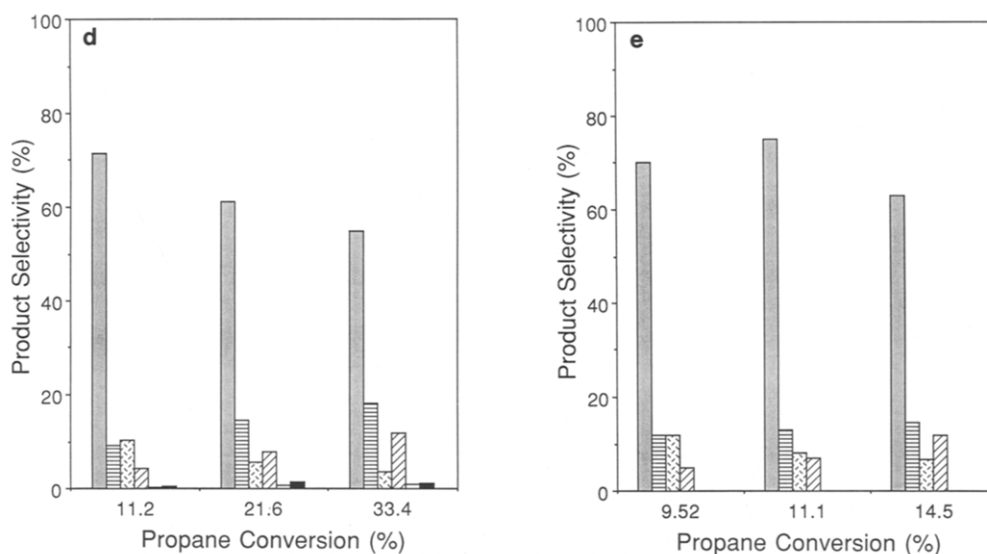 d
Product Selectivity (%)
100
80
60
40
20
0
11.2 21.6 33.4
Propane Conversion (%)
e
Product Selectivity (%)
100
80
60
40
20
0
9.52 11.1 14.5
Propane Conversion (%)